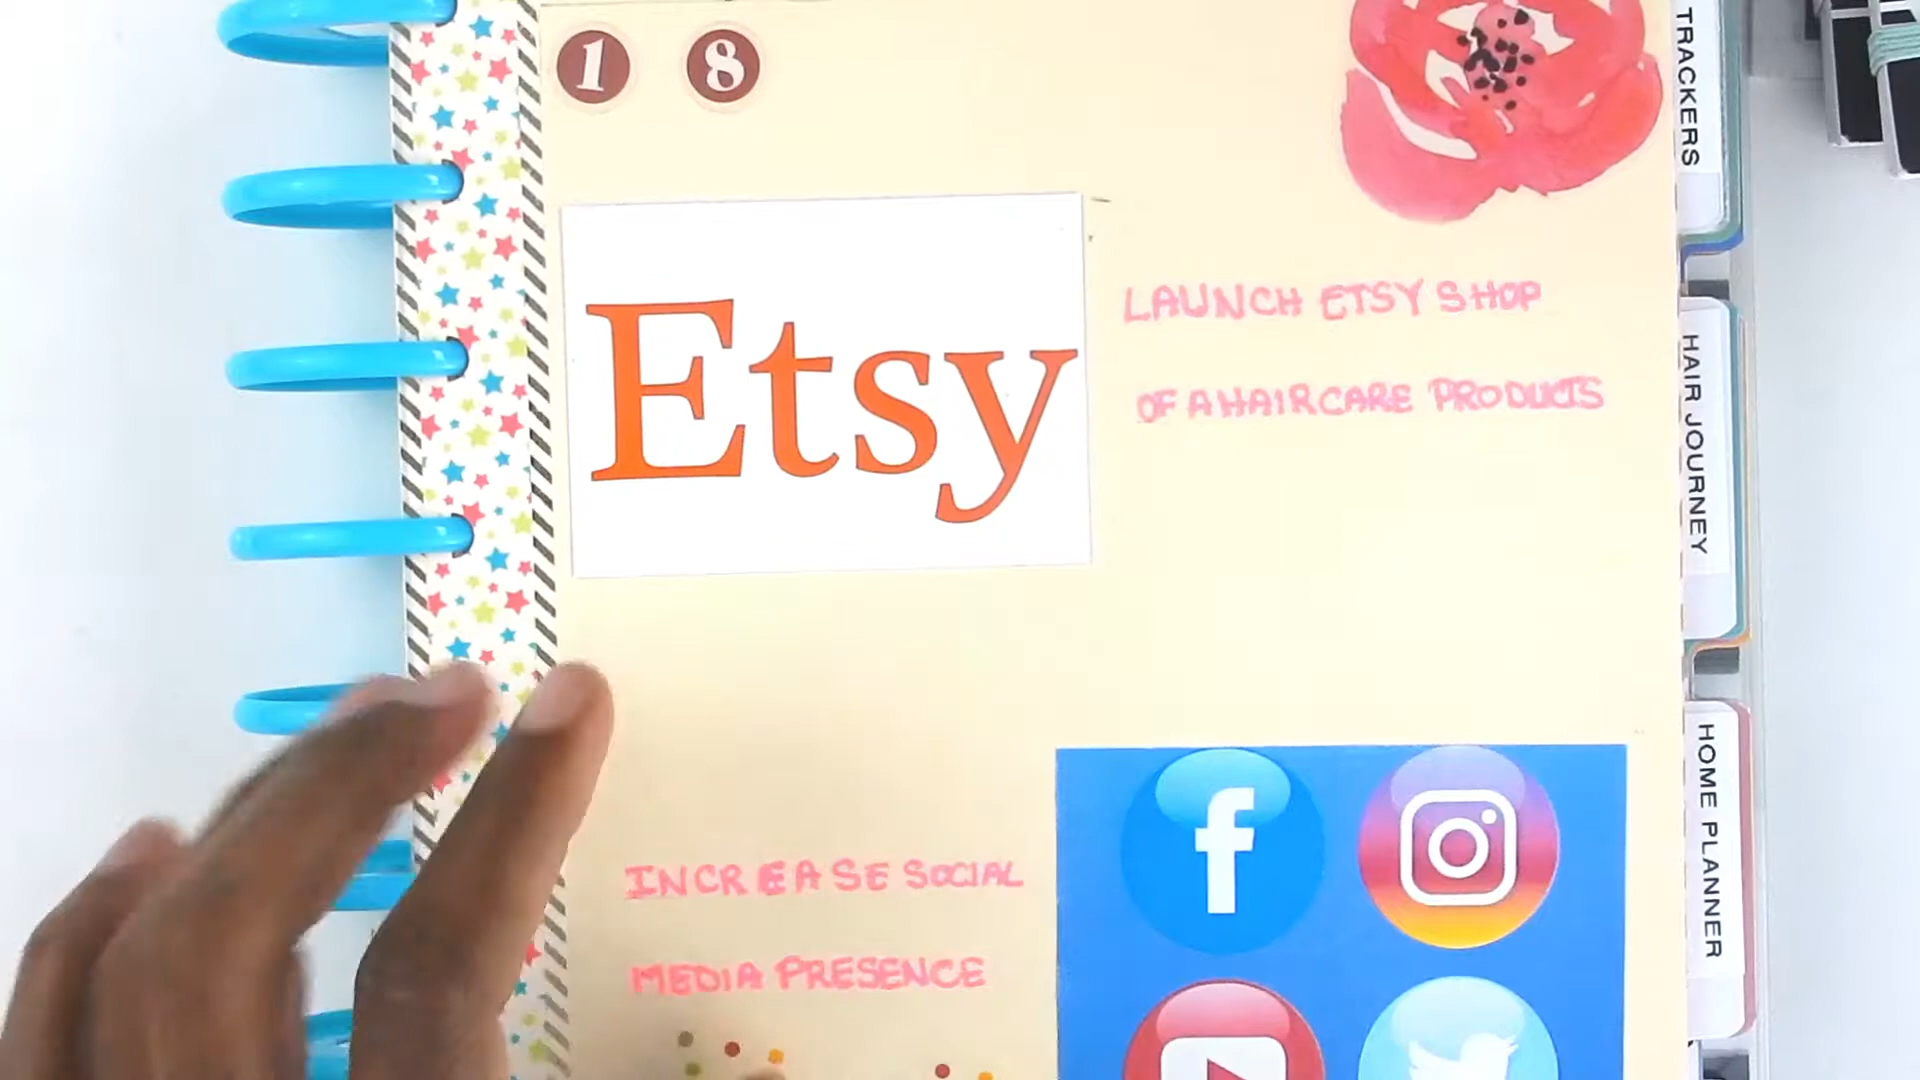 1 8
Etsy
LAUNCH ETSY SHOP
OF A HAIRCARE PRODUCTS
INCREASE SOCIAL
MEDIA PRESENCE
f
TRACKERS
HAIR JOURNEY
HOME PLANNER